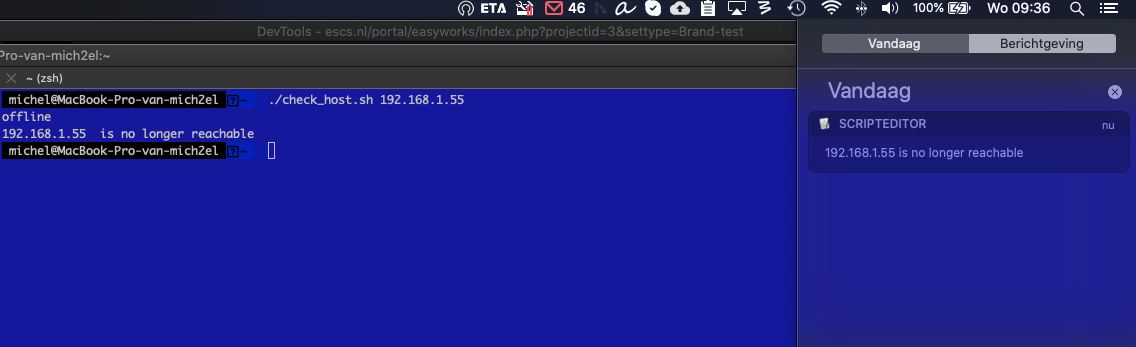 ETA 46 100% Wo 09:36
DevTools - escs.nl/portal/easyworks/index.php?projectid=3&settype=Brand-test
Pro-van-mich2el:~
~ (zsh)
michel@MacBook-Pro-van-mich2el ?~ ./check_host.sh 192.168.1.55
offline
192.168.1.55 is no longer reachable
michel@MacBook-Pro-van-mich2el ?~
Vandaag Berichtgeving
Vandaag
SCRIPTEDITOR nu
192.168.1.55 is no longer reachable